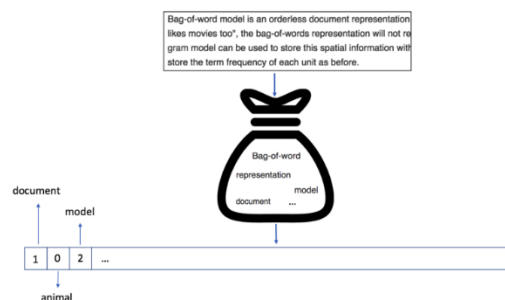 Bag-of-word model is an orderless document representation
likes movies too", the bag-of-words representation will not re
gram model can be used to store this spatial information with
store the term frequency of each unit as before.
Bag-of-word
representation
model
document ...
document
model
1 0 2 ...
animal